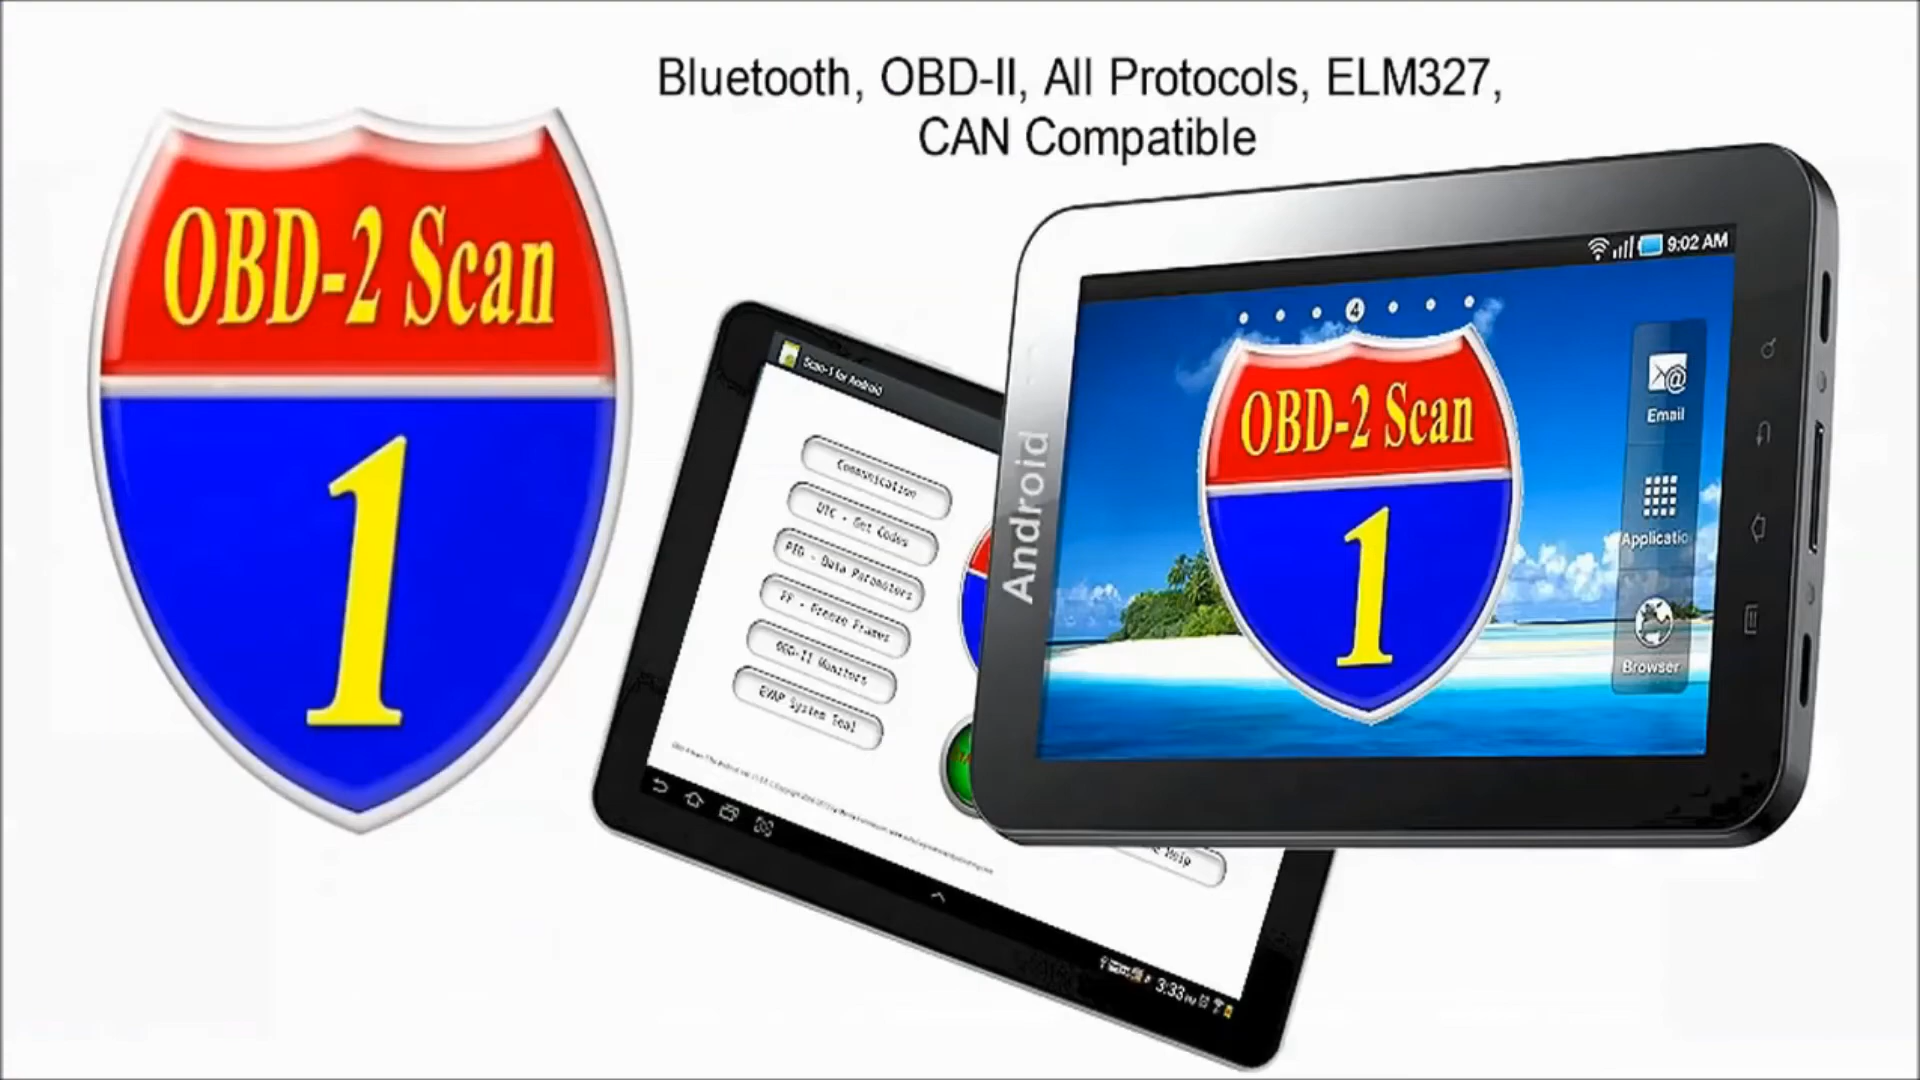 Bluetooth, OBD-II, All Protocols, ELM327,
CAN Compatible
OBD-2 Scan
1
9:02 AM
4
OBD-2 Scan
1
Email
Applicatio
Browser
Android
Scan-1 for Android
Communication
DTC - Get Codes
PID - Data Parameters
FF - Freeze Frames
OBD-II Monitors
EVAP System Test
Help
3:33